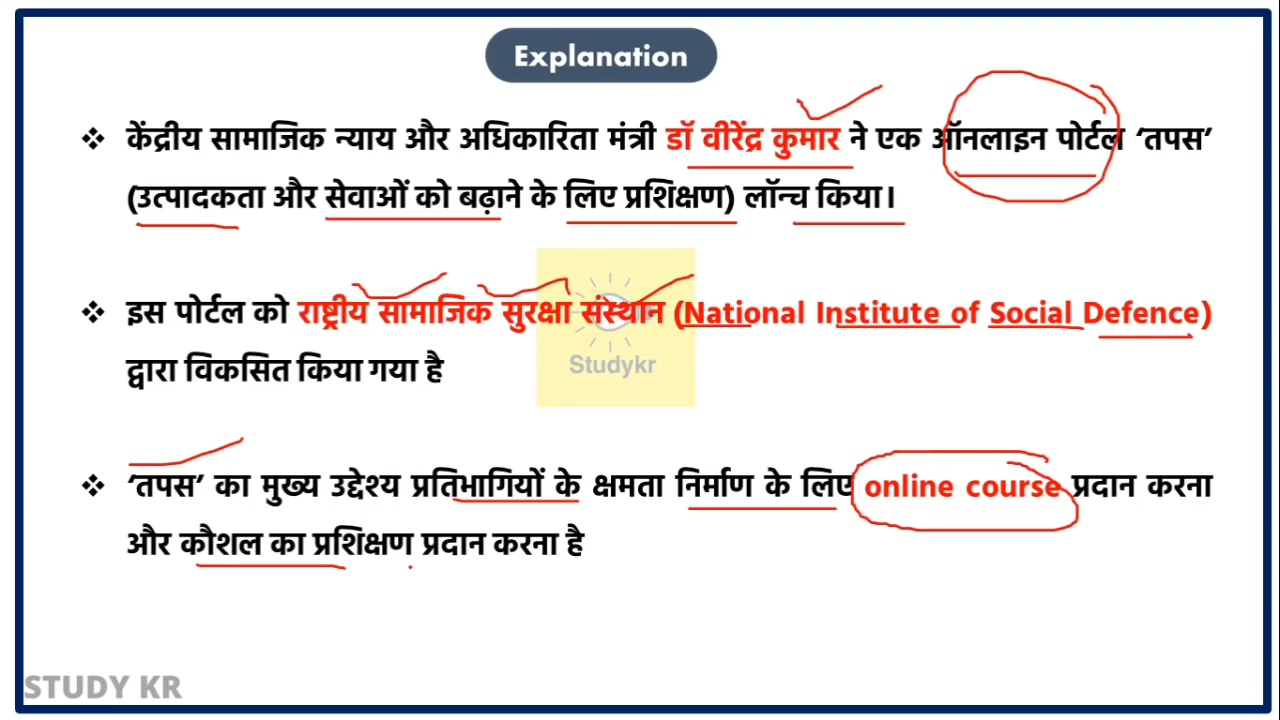 Explanation
❖ केंद्रीय सामाजिक न्याय और अधिकारिता मंत्री डॉ वीरेंद्र कुमार ने एक ऑनलाइन पोर्टल ‘तपस’
(उत्पादकता और सेवाओं को बढ़ाने के लिए प्रशिक्षण) लॉन्च किया।
❖ इस पोर्टल को राष्ट्रीय सामाजिक सुरक्षा संस्थान (National Institute of Social Defence)
द्वारा विकसित किया गया है
Studykr
❖ ‘तपस’ का मुख्य उद्देश्य प्रतिभागियों के क्षमता निर्माण के लिए online course प्रदान करना
और कौशल का प्रशिक्षण प्रदान करना है
STUDY KR